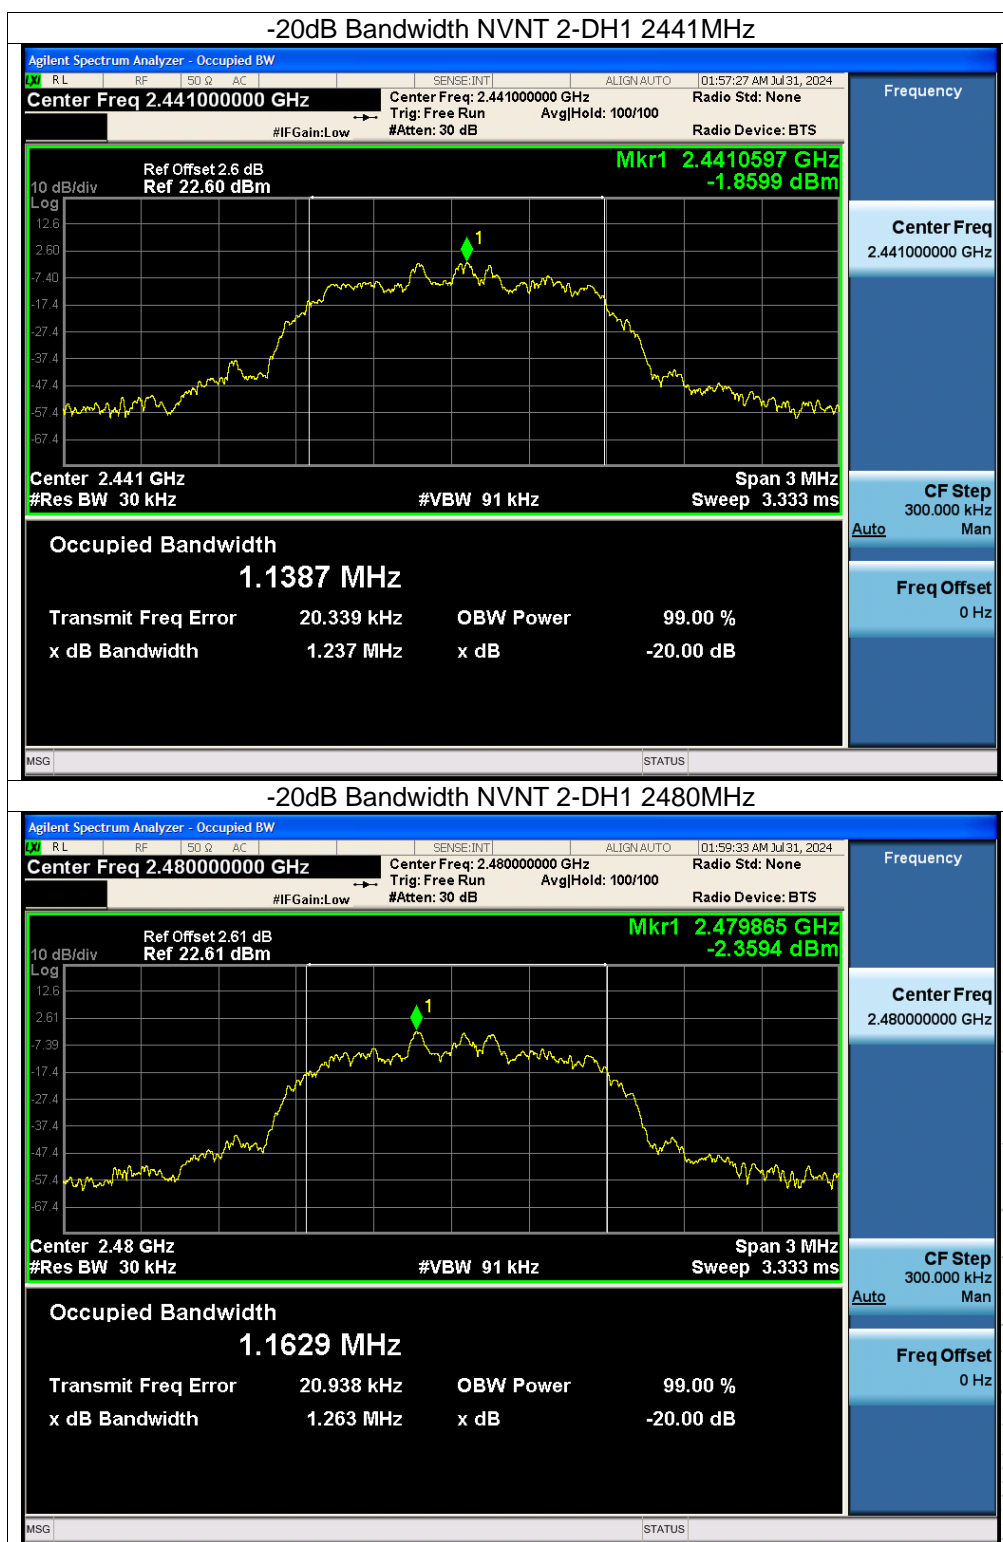 -20dB Bandwidth NVNT 2-DH1 2441MHz
Agilent Spectrum Analyzer - Occupied BW
LXI RL RF 50 Ω AC SENSE:INT ALIGN AUTO 01:57:27 AM Jul 31, 2024
Center Freq 2.441000000 GHz Center Freq: 2.441000000 GHz Radio Std: None Frequency
Trig: Free Run Avg|Hold: 100/100
#IFGain:Low #Atten: 30 dB Radio Device: BTS
Mkr1 2.4410597 GHz
Ref Offset 2.6 dB
10 dB/div Ref 22.60 dBm -1.8599 dBm
Log
12.6
2.60
-7.40
-17.4
-27.4
-37.4
-47.4
-57.4
-67.4
1
Center Freq
2.441000000 GHz
Center 2.441 GHz Span 3 MHz
#Res BW 30 kHz #VBW 91 kHz Sweep 3.333 ms
CF Step
300.000 kHz
Auto Man
Occupied Bandwidth
1.1387 MHz
Freq Offset
0 Hz
Transmit Freq Error 20.339 kHz OBW Power 99.00 %
x dB Bandwidth 1.237 MHz x dB -20.00 dB
MSG STATUS
-20dB Bandwidth NVNT 2-DH1 2480MHz
Agilent Spectrum Analyzer - Occupied BW
LXI RL RF 50 Ω AC SENSE:INT ALIGN AUTO 01:59:33 AM Jul 31, 2024
Center Freq 2.480000000 GHz Center Freq: 2.480000000 GHz Radio Std: None Frequency
Trig: Free Run Avg|Hold: 100/100
#IFGain:Low #Atten: 30 dB Radio Device: BTS
Mkr1 2.479865 GHz
Ref Offset 2.61 dB
10 dB/div Ref 22.61 dBm -2.3594 dBm
Log
12.6
2.61
-7.39
-17.4
-27.4
-37.4
-47.4
-57.4
-67.4
1
Center Freq
2.480000000 GHz
Center 2.48 GHz Span 3 MHz
#Res BW 30 kHz #VBW 91 kHz Sweep 3.333 ms
CF Step
300.000 kHz
Auto Man
Occupied Bandwidth
1.1629 MHz
Freq Offset
0 Hz
Transmit Freq Error 20.938 kHz OBW Power 99.00 %
x dB Bandwidth 1.263 MHz x dB -20.00 dB
MSG STATUS